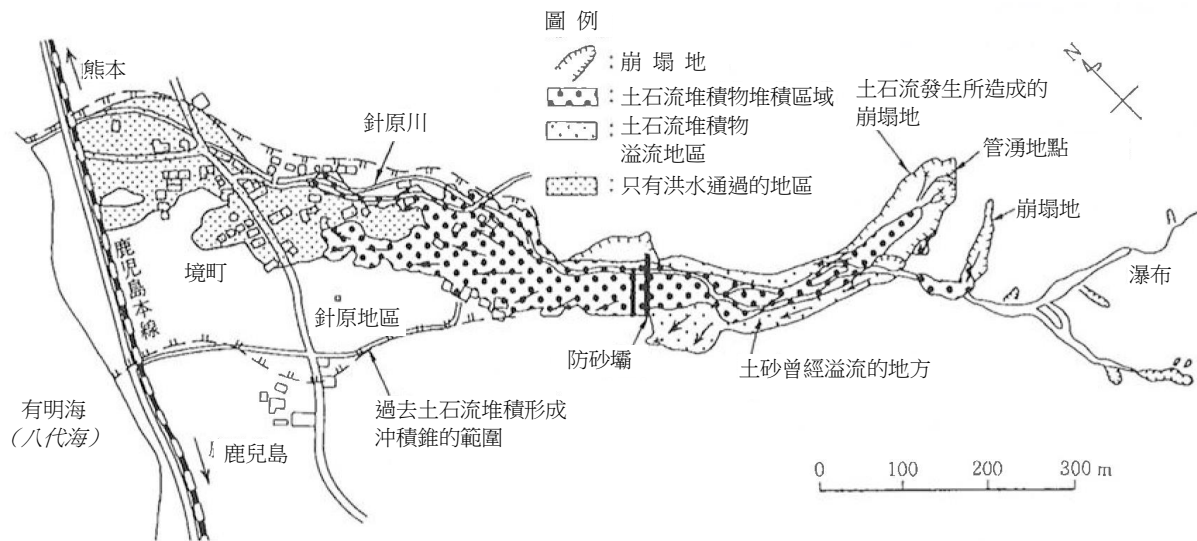 圖 例
：崩 塌 地
：土石流堆積物堆積區域
：土石流堆積物
溢流地區
：只有洪水通過的地區
N
熊本
針原川
土石流發生所造成的
崩塌地
管湧地點
崩塌地
瀑布
境町
鹿児島本線
針原地區
防砂壩
土砂曾經溢流的地方
過去土石流堆積形成
沖積錐的範圍
有明海
（八代海）
鹿兒島
0 100 200 300 m